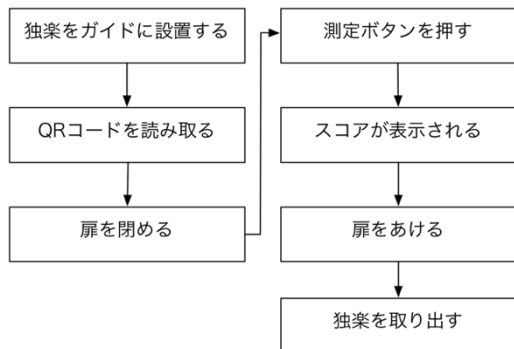 独楽をガイドに設置する
QRコードを読み取る
扉を閉める
測定ボタンを押す
スコアが表示される
扉をあける
独楽を取り出す